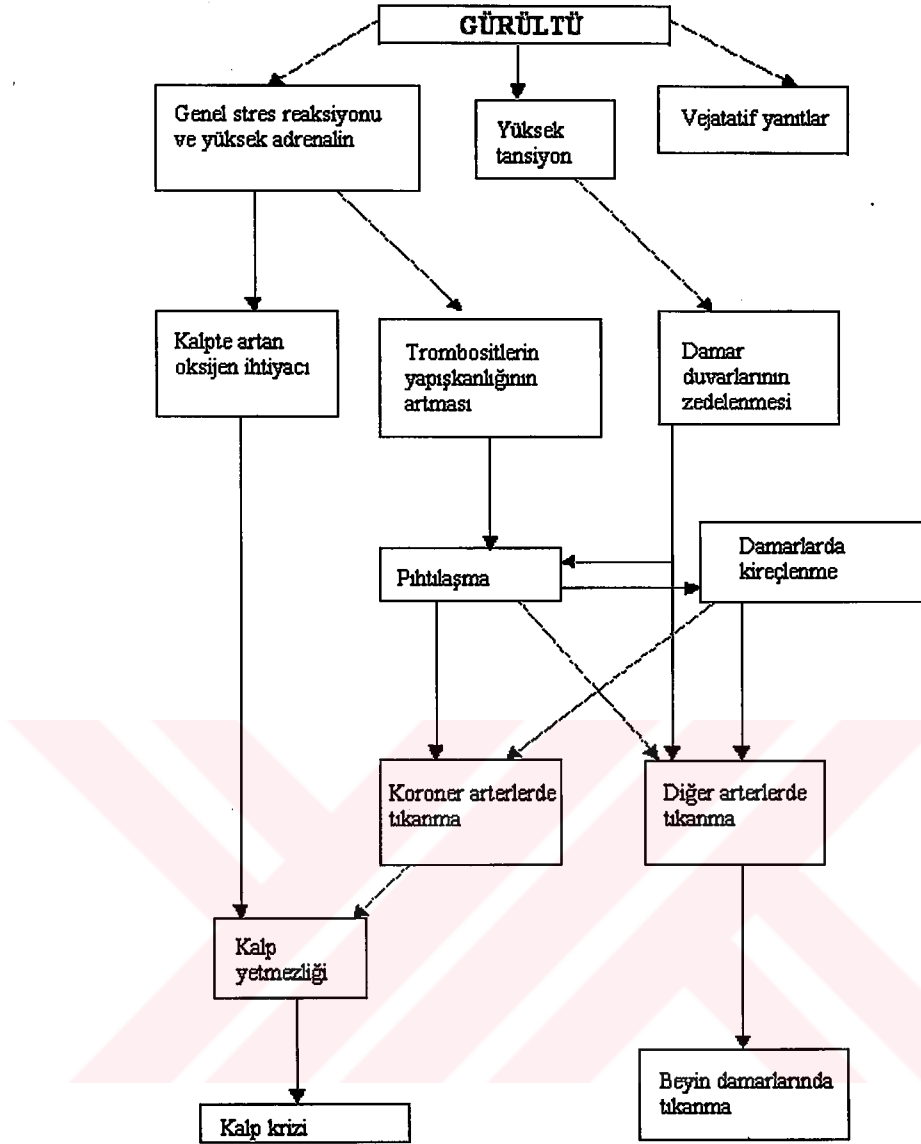 GÜRÜLTÜ
Genel stres reaksiyonu
ve yüksek adrenalin
Yüksek
tansiyon
Vejatatif yanıtlar
Kalpte artan
oksijen ihtiyacı
Trombositlerin
yapışkanlığının
artması
Damar
duvarlarının
zedelenmesi
Pıhtılaşma
Damarlarda
kireçlenme
Koroner arterlerde
tıkanma
Diğer arterlerde
tıkanma
Kalp
yetmezliği
Beyin damarlarında
tıkanma
Kalp krizi